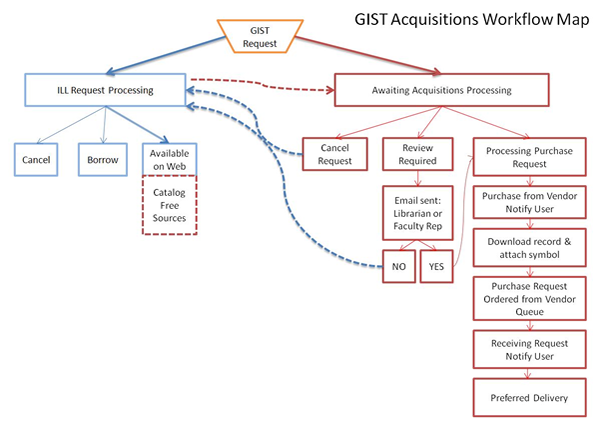 GIST Acquisitions Workflow Map
GIST
Request
ILL Request Processing
Awaiting Acquisitions Processing
Cancel
Borrow
Available
on Web
Catalog
Free
Sources
Cancel
Request
Review
Required
Processing Purchase
Request
Email sent:
Librarian or
Faculty Rep
NO
YES
Purchase from Vendor
Notify User
Download record &
attach symbol
Purchase Request
Ordered from Vendor
Queue
Receiving Request
Notify User
Preferred Delivery